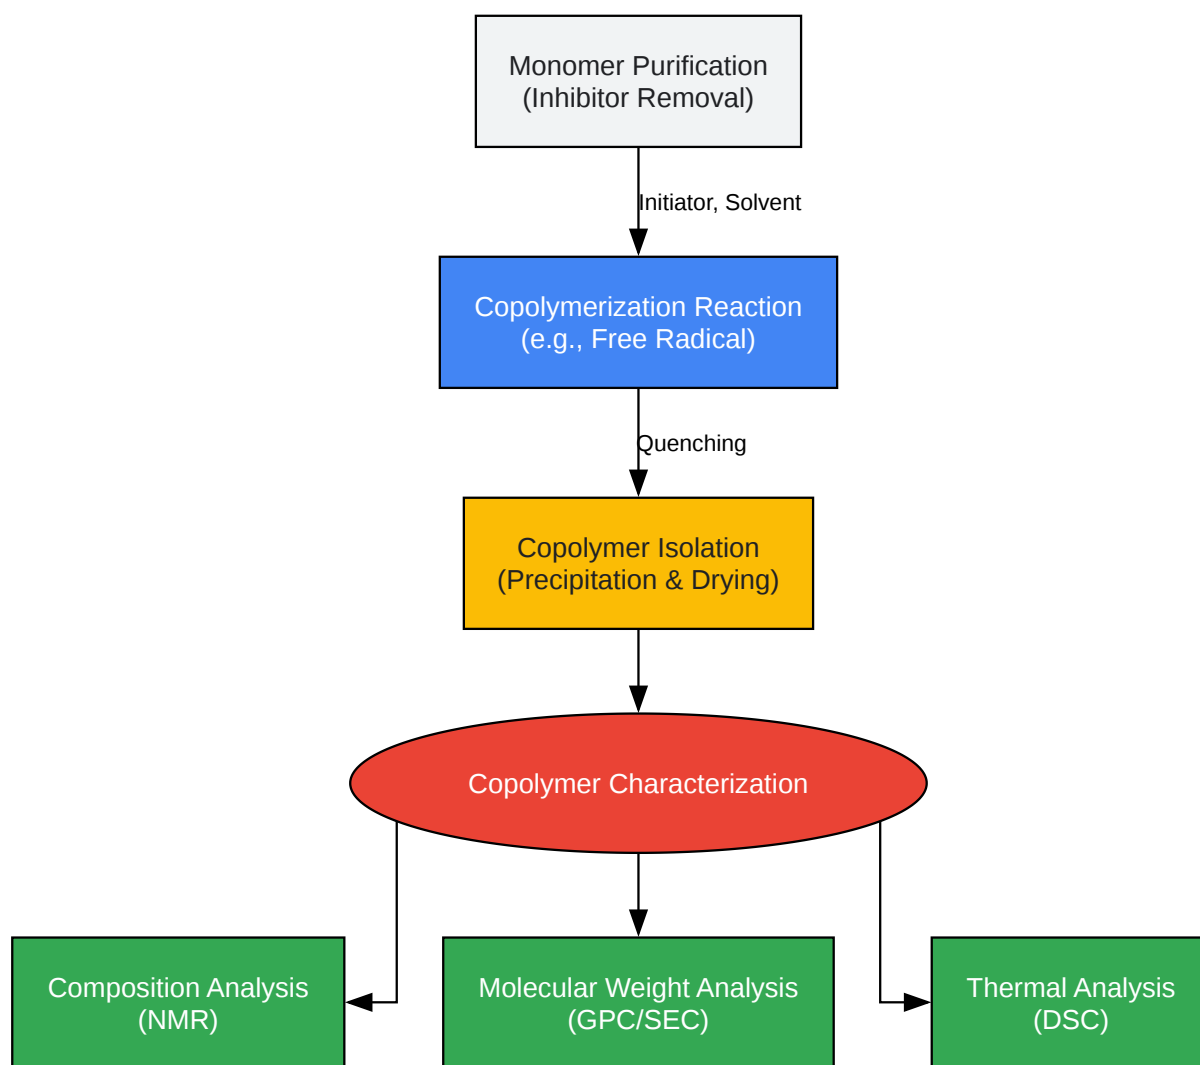 Monomer Purification
(Inhibitor Removal)
Initiator, Solvent
Copolymerization Reaction
(e.g., Free Radical)
Quenching
Copolymer Isolation
(Precipitation & Drying)
Copolymer Characterization
Composition Analysis
(NMR)
Molecular Weight Analysis
(GPC/SEC)
Thermal Analysis
(DSC)